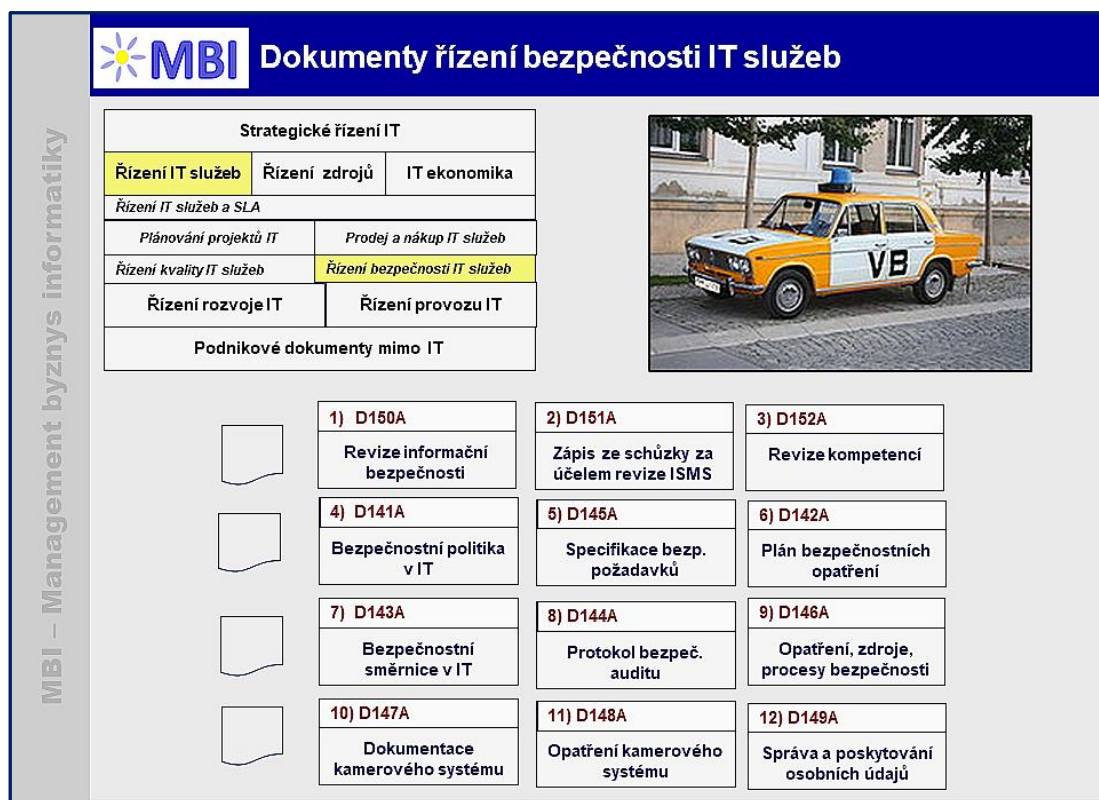 MBI
Dokumenty řízení bezpečnosti IT služeb
MBI – Management byznys informatiky
Strategické řízení IT
Řízení IT služeb
Řízení zdrojů
IT ekonomika
Řízení IT služeb a SLA
Plánování projektů IT
Prodej a nákup IT služeb
Řízení kvality IT služeb
Řízení bezpečnosti IT služeb
Řízení rozvoje IT
Řízení provozu IT
Podnikové dokumenty mimo IT
VB
1) D150A
Revize informační
bezpečnosti
2) D151A
Zápis ze schůzky za
účelem revize ISMS
3) D152A
Revize kompetencí
4) D141A
Bezpečnostní politika
v IT
5) D145A
Specifikace bezp.
požadavků
6) D142A
Plán bezpečnostních
opatření
7) D143A
Bezpečnostní
směrnice v IT
8) D144A
Protokol bezpeč.
auditu
9) D146A
Opatření, zdroje,
procesy bezpečnosti
10) D147A
Dokumentace
kamerového systému
11) D148A
Opatření kamerového
systému
12) D149A
Správa a poskytování
osobních údajů